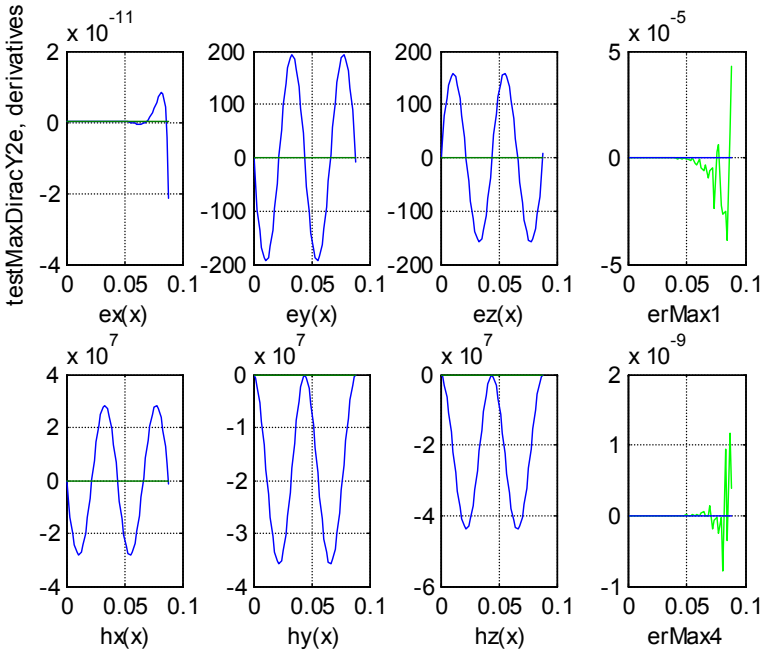 testMaxDiracY2e, derivatives
x 10^-11
2
0
-2
-4
0 0.05 0.1
ex(x)
200
100
0
-100
-200
0 0.05 0.1
ey(x)
200
100
0
-100
200
0 0.05 0.1
ez(x)
x 10^-5
5
0
-5
0 0.05 0.1
erMax1
x 10^7
4
2
0
-2
-4
0 0.05 0.1
hx(x)
x 10^7
0
-1
-2
-3
-4
0 0.05 0.1
hy(x)
x 10^7
0
-2
-4
-6
0 0.05 0.1
hz(x)
x 10^-9
2
1
0
-1
0 0.05 0.1
erMax4